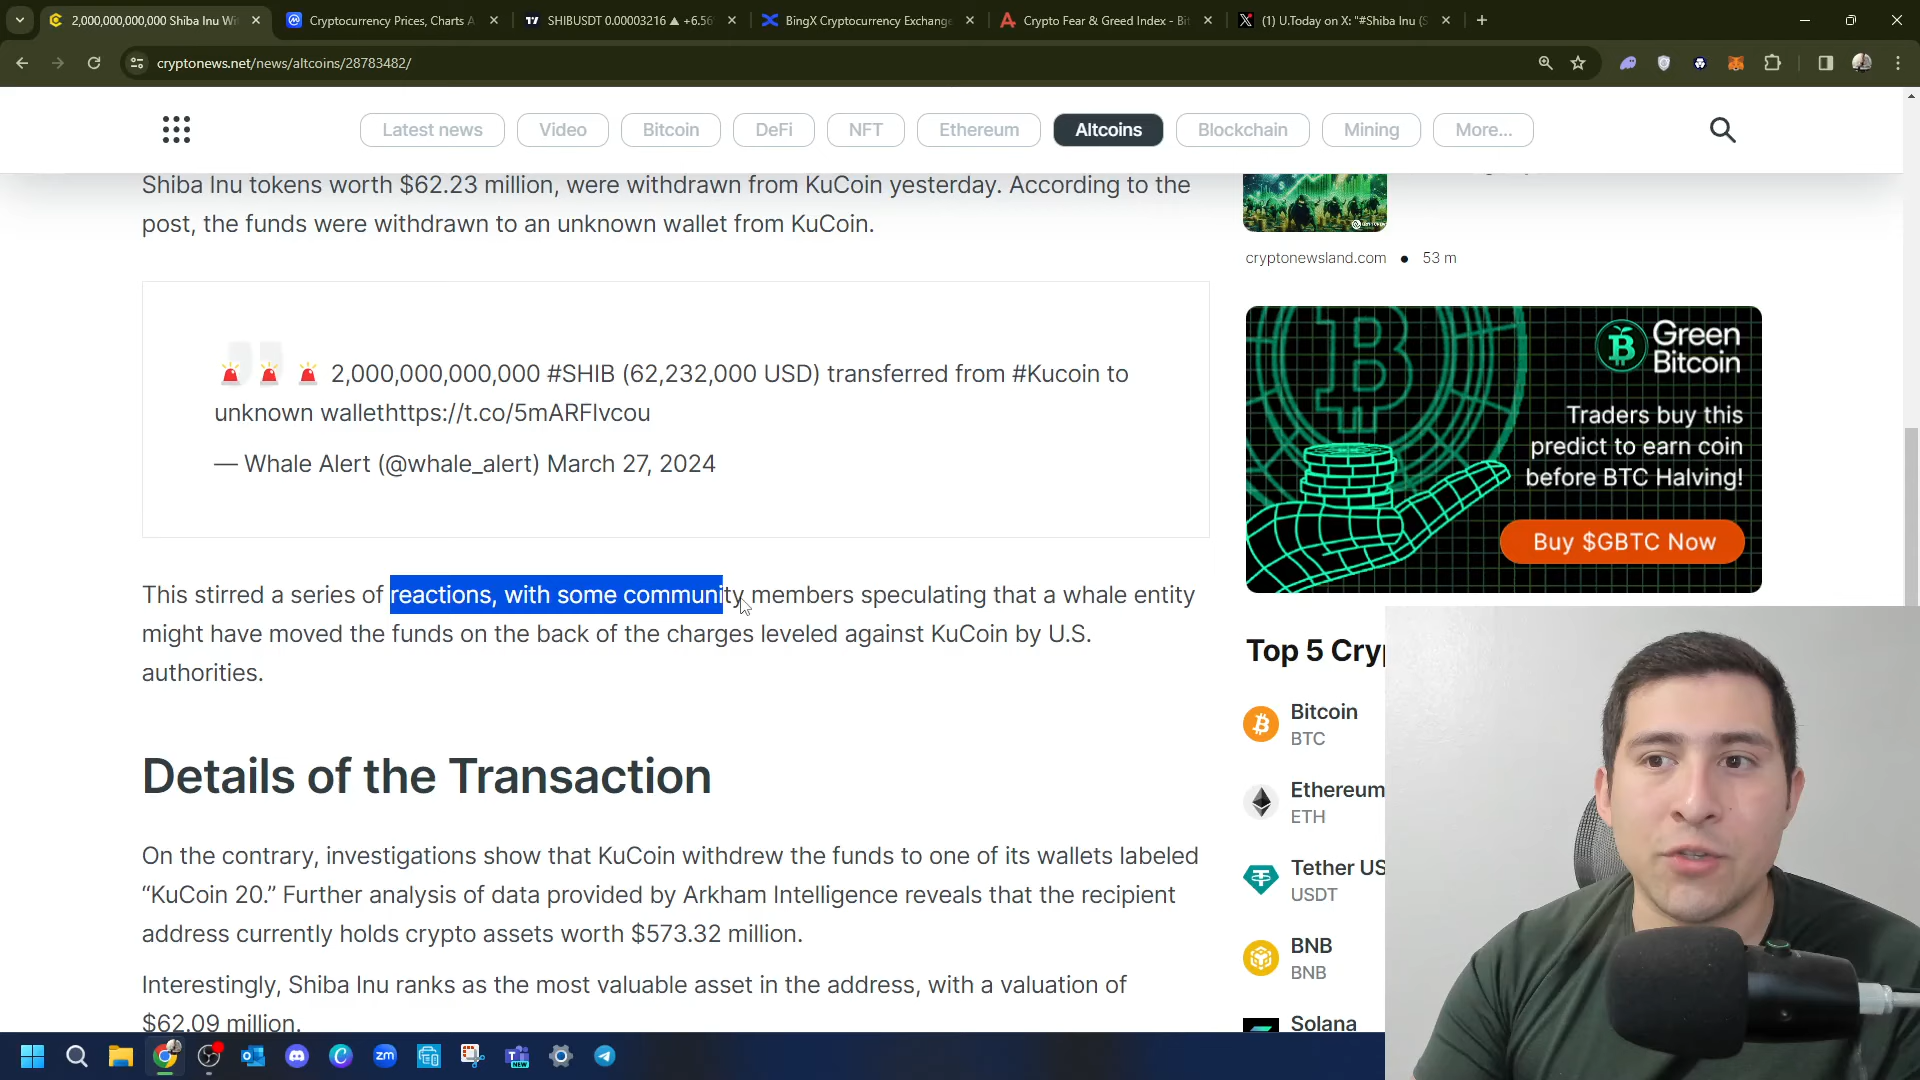 2,000,000,000,000 Shiba Inu Wi
Cryptocurrency Prices, Charts A
SHIBUSDT 0.00003216 ▲ +6.56
BingX Cryptocurrency Exchange
Crypto Fear & Greed Index - Bit
(1) U.Today on X: "#Shiba Inu (S
cryptonews.net/news/altcoins/28783482/
Latest news
Video
Bitcoin
DeFi
NFT
Ethereum
Altcoins
Blockchain
Mining
More...
Shiba Inu tokens worth $62.23 million, were withdrawn from KuCoin yesterday. According to the
post, the funds were withdrawn to an unknown wallet from KuCoin.
cryptonewsland.com ● 53 m
🚨 🚨 🚨 2,000,000,000,000 #SHIB (62,232,000 USD) transferred from #Kucoin to
unknown wallethttps://t.co/5mARFlvcou
— Whale Alert (@whale_alert) March 27, 2024
Green
Bitcoin
Traders buy this
predict to earn coin
before BTC Halving!
Buy $GBTC Now
This stirred a series of reactions, with some community members speculating that a whale entity
might have moved the funds on the back of the charges leveled against KuCoin by U.S.
authorities.
Details of the Transaction
On the contrary, investigations show that KuCoin withdrew the funds to one of its wallets labeled
“KuCoin 20.” Further analysis of data provided by Arkham Intelligence reveals that the recipient
address currently holds crypto assets worth $573.32 million.
Interestingly, Shiba Inu ranks as the most valuable asset in the address, with a valuation of
$62.09 million.
Top 5 Cryp
Bitcoin
BTC
Ethereum
ETH
Tether US
USDT
BNB
BNB
Solana
zm
NEW